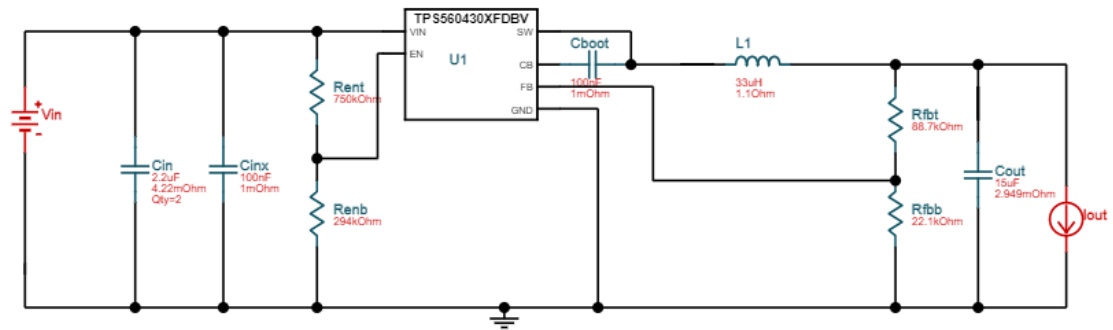 TPS560430XFDBV
VIN
SW
EN
U1
CB
FB
GND
Cboot
100nF
1mOhm
L1
33uH
1.1Ohm
Vin
+
-
Cin
2.2uF
4.22mOhm
Qty=2
Cinx
100nF
1mOhm
Rent
750kOhm
Renb
294kOhm
Rfbt
88.7kOhm
Rfbb
22.1kOhm
Cout
15uF
2.949mOhm
Iout